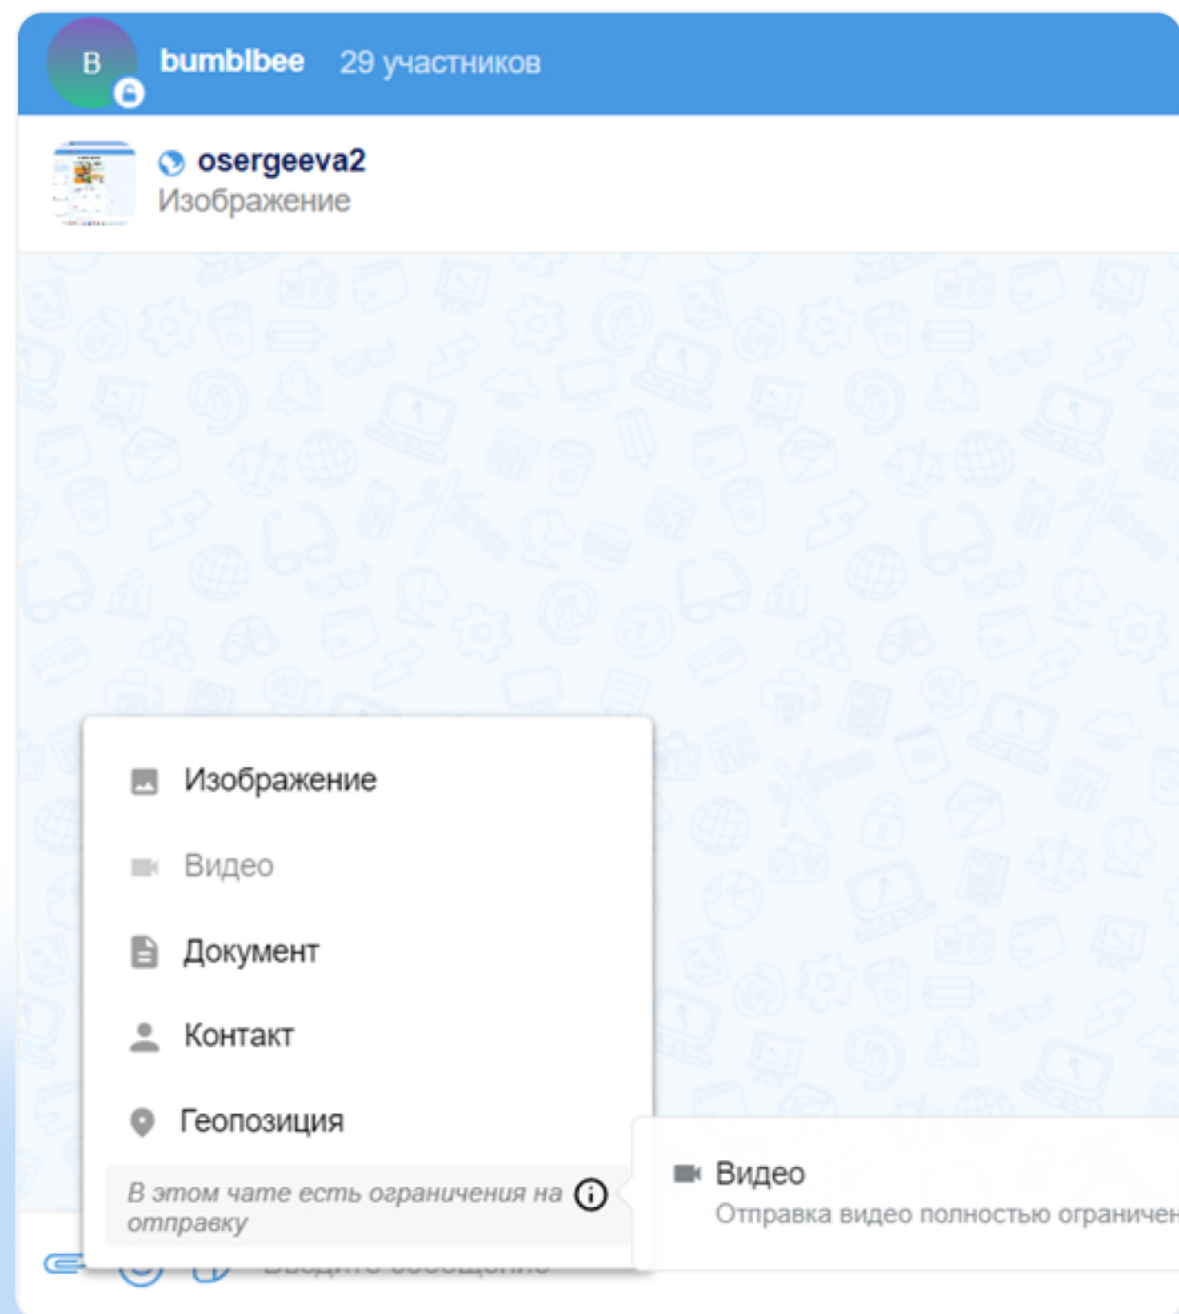 B bumblbee 29 участников
osergeeva2
Изображение
Изображение
Видео
Документ
Контакт
Геопозиция
В этом чате есть ограничения на
отправку
Видео
Отправка видео полностью ограничен